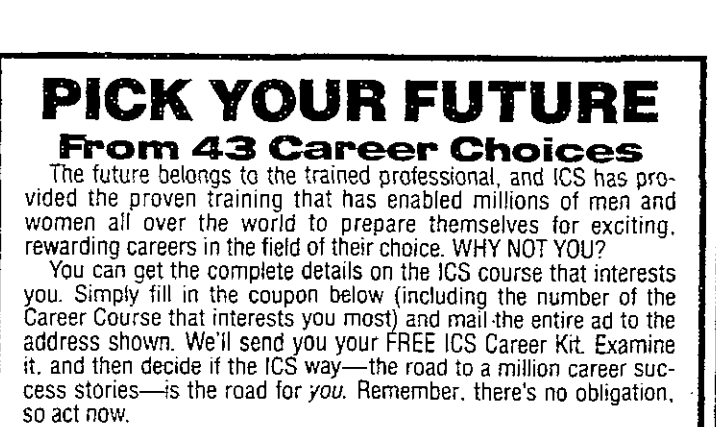 PICK YOUR FUTURE
From 43 Career Choices
The future belongs to the trained professional, and ICS has pro-
vided the proven training that has enabled millions of men and
women all over the world to prepare themselves for exciting,
rewarding careers in the field of their choice. WHY NOT YOU?
You can get the complete details on the ICS course that interests
you. Simply fill in the coupon below (including the number of the
Career Course that interests you most) and mail the entire ad to the
address shown. We'll send you your FREE ICS Career Kit. Examine
it, and then decide if the ICS way—the road to a million career suc-
cess stories—is the road for you. Remember, there's no obligation,
so act now.